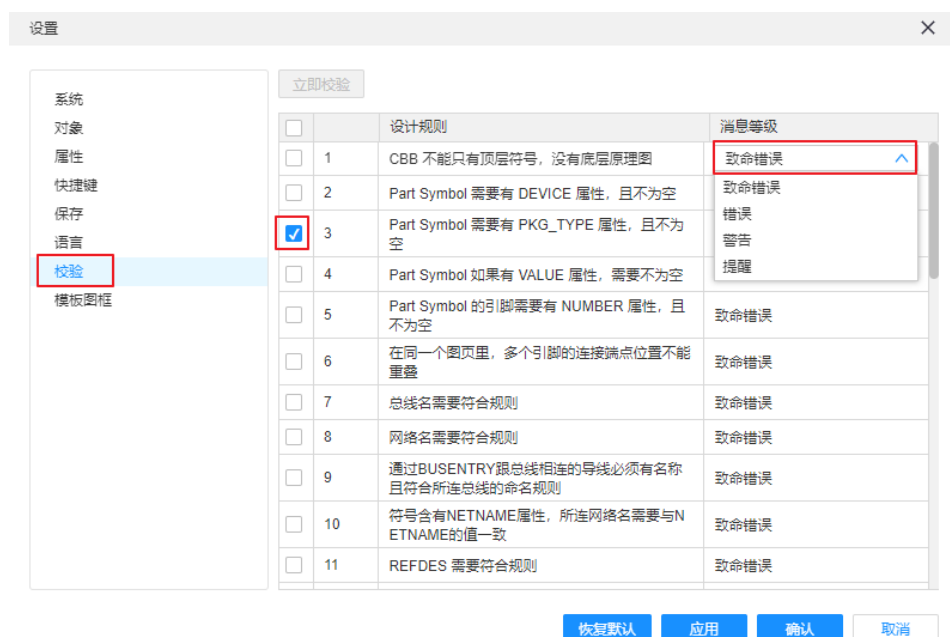 设置
系统
对象
属性
快捷键
保存
语言
校验
模板图框
立即校验
设计规则 消息等级
1 CBB 不能只有顶层符号，没有底层原理图 致命错误
2 Part Symbol 需要有 DEVICE 属性，且不为空
3 Part Symbol 需要有 PKG_TYPE 属性，且不为
空
4 Part Symbol 如果有 VALUE 属性，需要不为空
致命错误
错误
警告
提醒
5 Part Symbol 的引脚需要有 NUMBER 属性，且
不为空 致命错误
6 在同一个图页里，多个引脚的连接端点位置不能
重叠 致命错误
7 总线名需要符合规则 致命错误
8 网络名需要符合规则 致命错误
9 通过BUSENTRY跟总线相连的导线必须有名称
且符合所连总线的命名规则 致命错误
10 符号含有NETNAME属性，所连网络名需要与N
ETNAME的值一致 致命错误
11 REFDES 需要符合规则 致命错误
恢复默认 应用 确认 取消